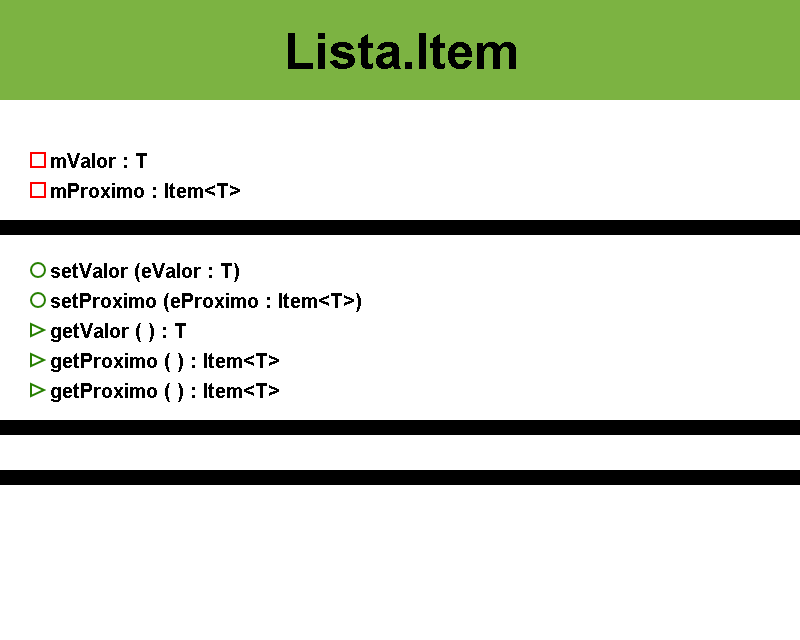 Lista.Item
mValor : T
mProximo : Item<T>
setValor (eValor : T)
setProximo (eProximo : Item<T>)
getValor ( ) : T
getProximo ( ) : Item<T>
getProximo ( ) : Item<T>